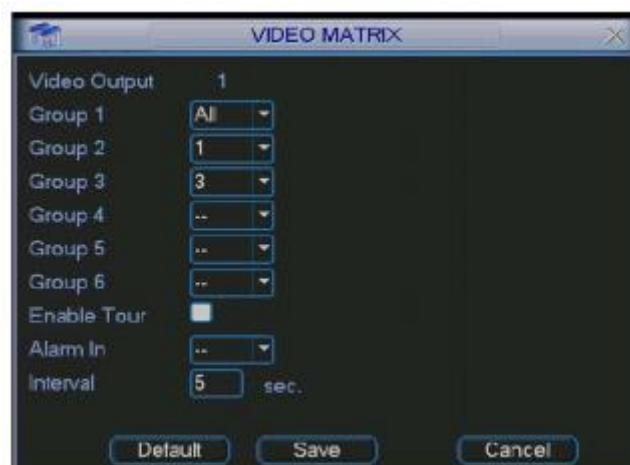 VIDEO MATRIX
Video Output 1
Group 1 All
Group 2 1
Group 3 3
Group 4 --
Group 5 --
Group 6 --
Enable Tour
Alarm In --
Interval 5 sec.
Default Save Cancel